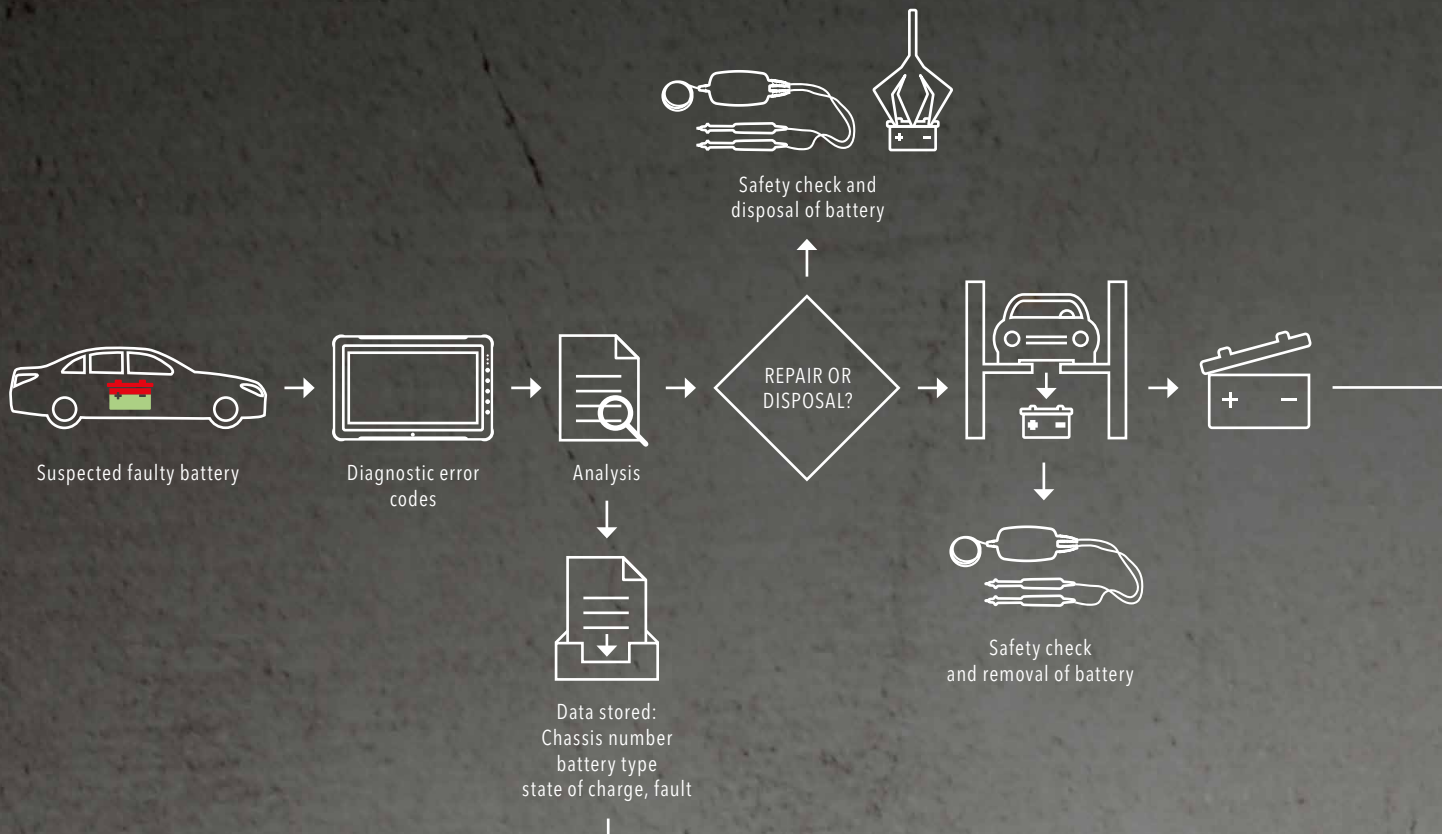 Safety check and
disposal of battery
REPAIR OR
DISPOSAL?
Suspected faulty battery
Diagnostic error
codes
Analysis
Safety check
and removal of battery
Data stored:
Chassis number
battery type
state of charge, fault